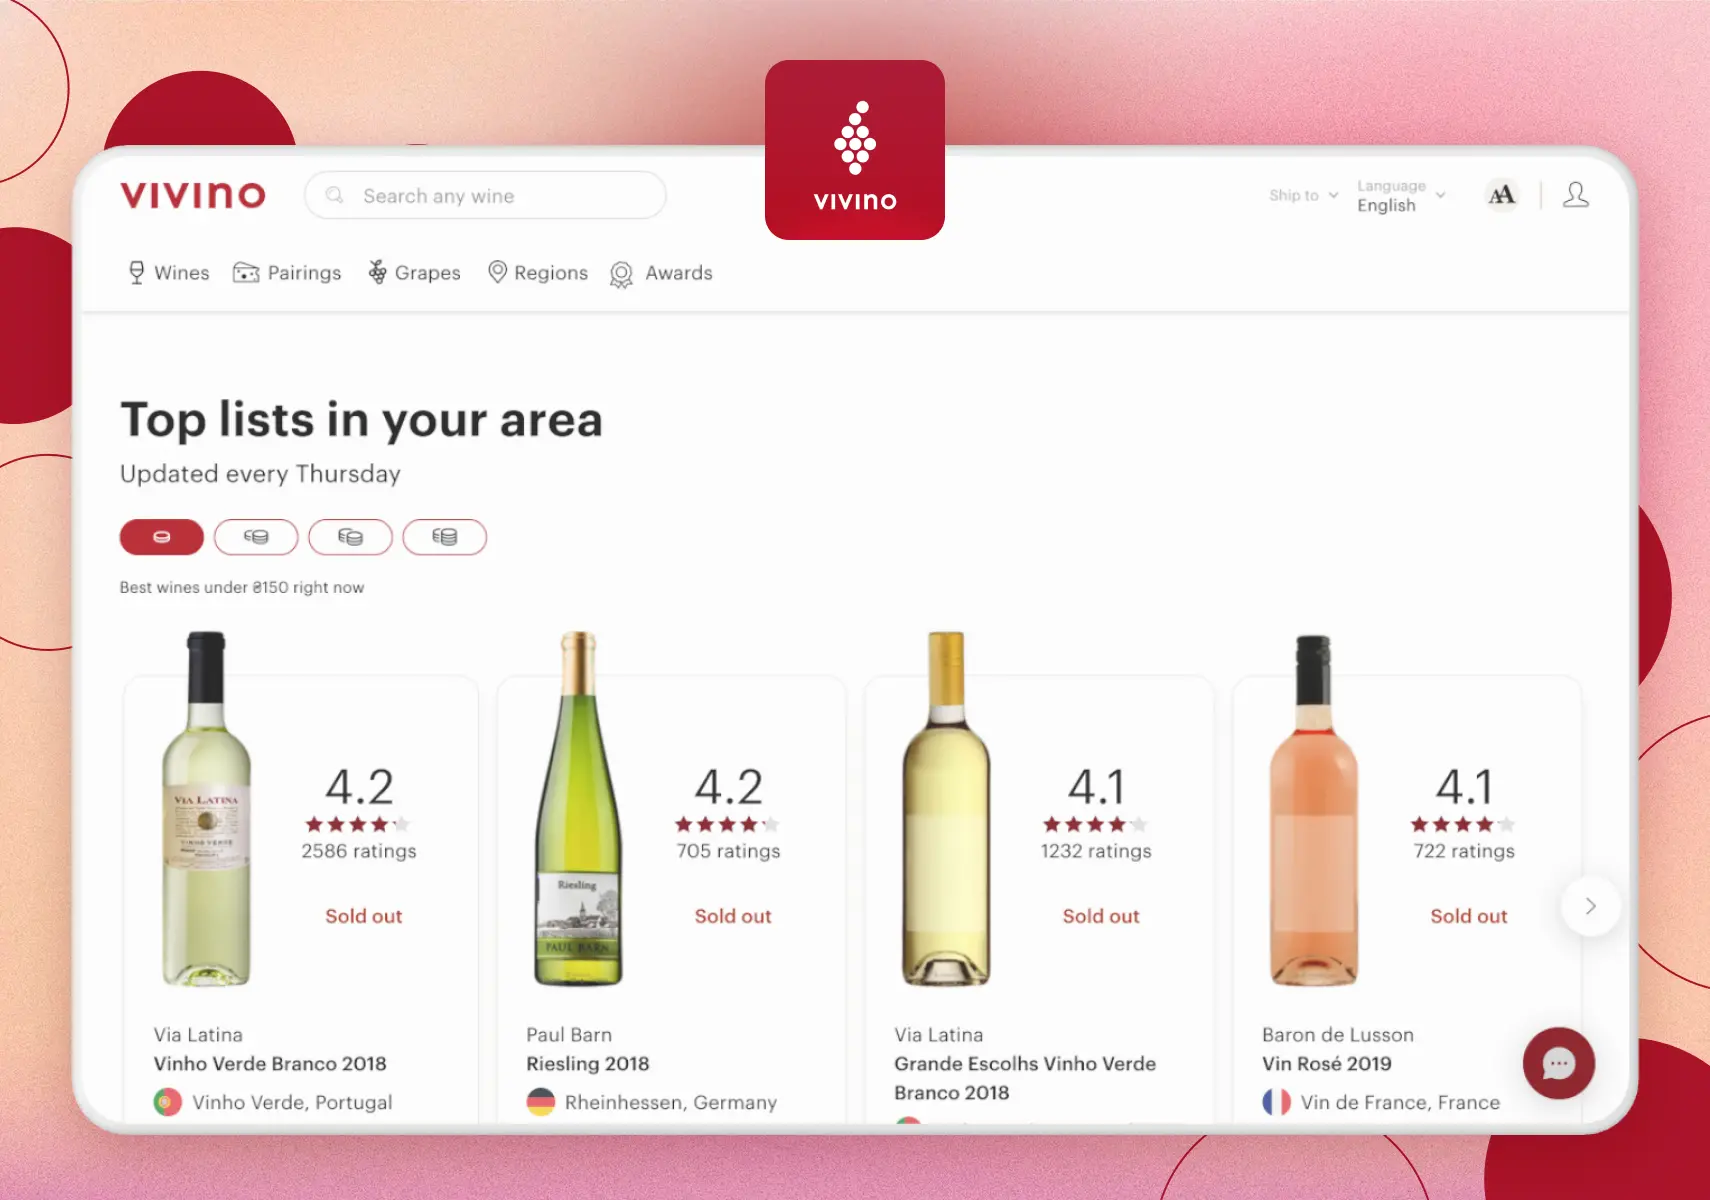 vivino
VIVINO
Search any wine
Ship to
Language
English
AA
Wines
Pairings
Grapes
Regions
Awards
Top lists in your area
Updated every Thursday
Best wines under ₴150 right now
VIA LATINA
VINHO VERDE
4.2
2586 ratings
Sold out
Via Latina
Vinho Verde Branco 2018
Vinho Verde, Portugal
Riesling
PAUL BARN
4.2
705 ratings
Sold out
Paul Barn
Riesling 2018
Rheinhessen, Germany
4.1
1232 ratings
Sold out
Via Latina
Grande Escolhs Vinho Verde
Branco 2018
4.1
722 ratings
Sold out
Baron de Lusson
Vin Rosé 2019
Vin de France, France